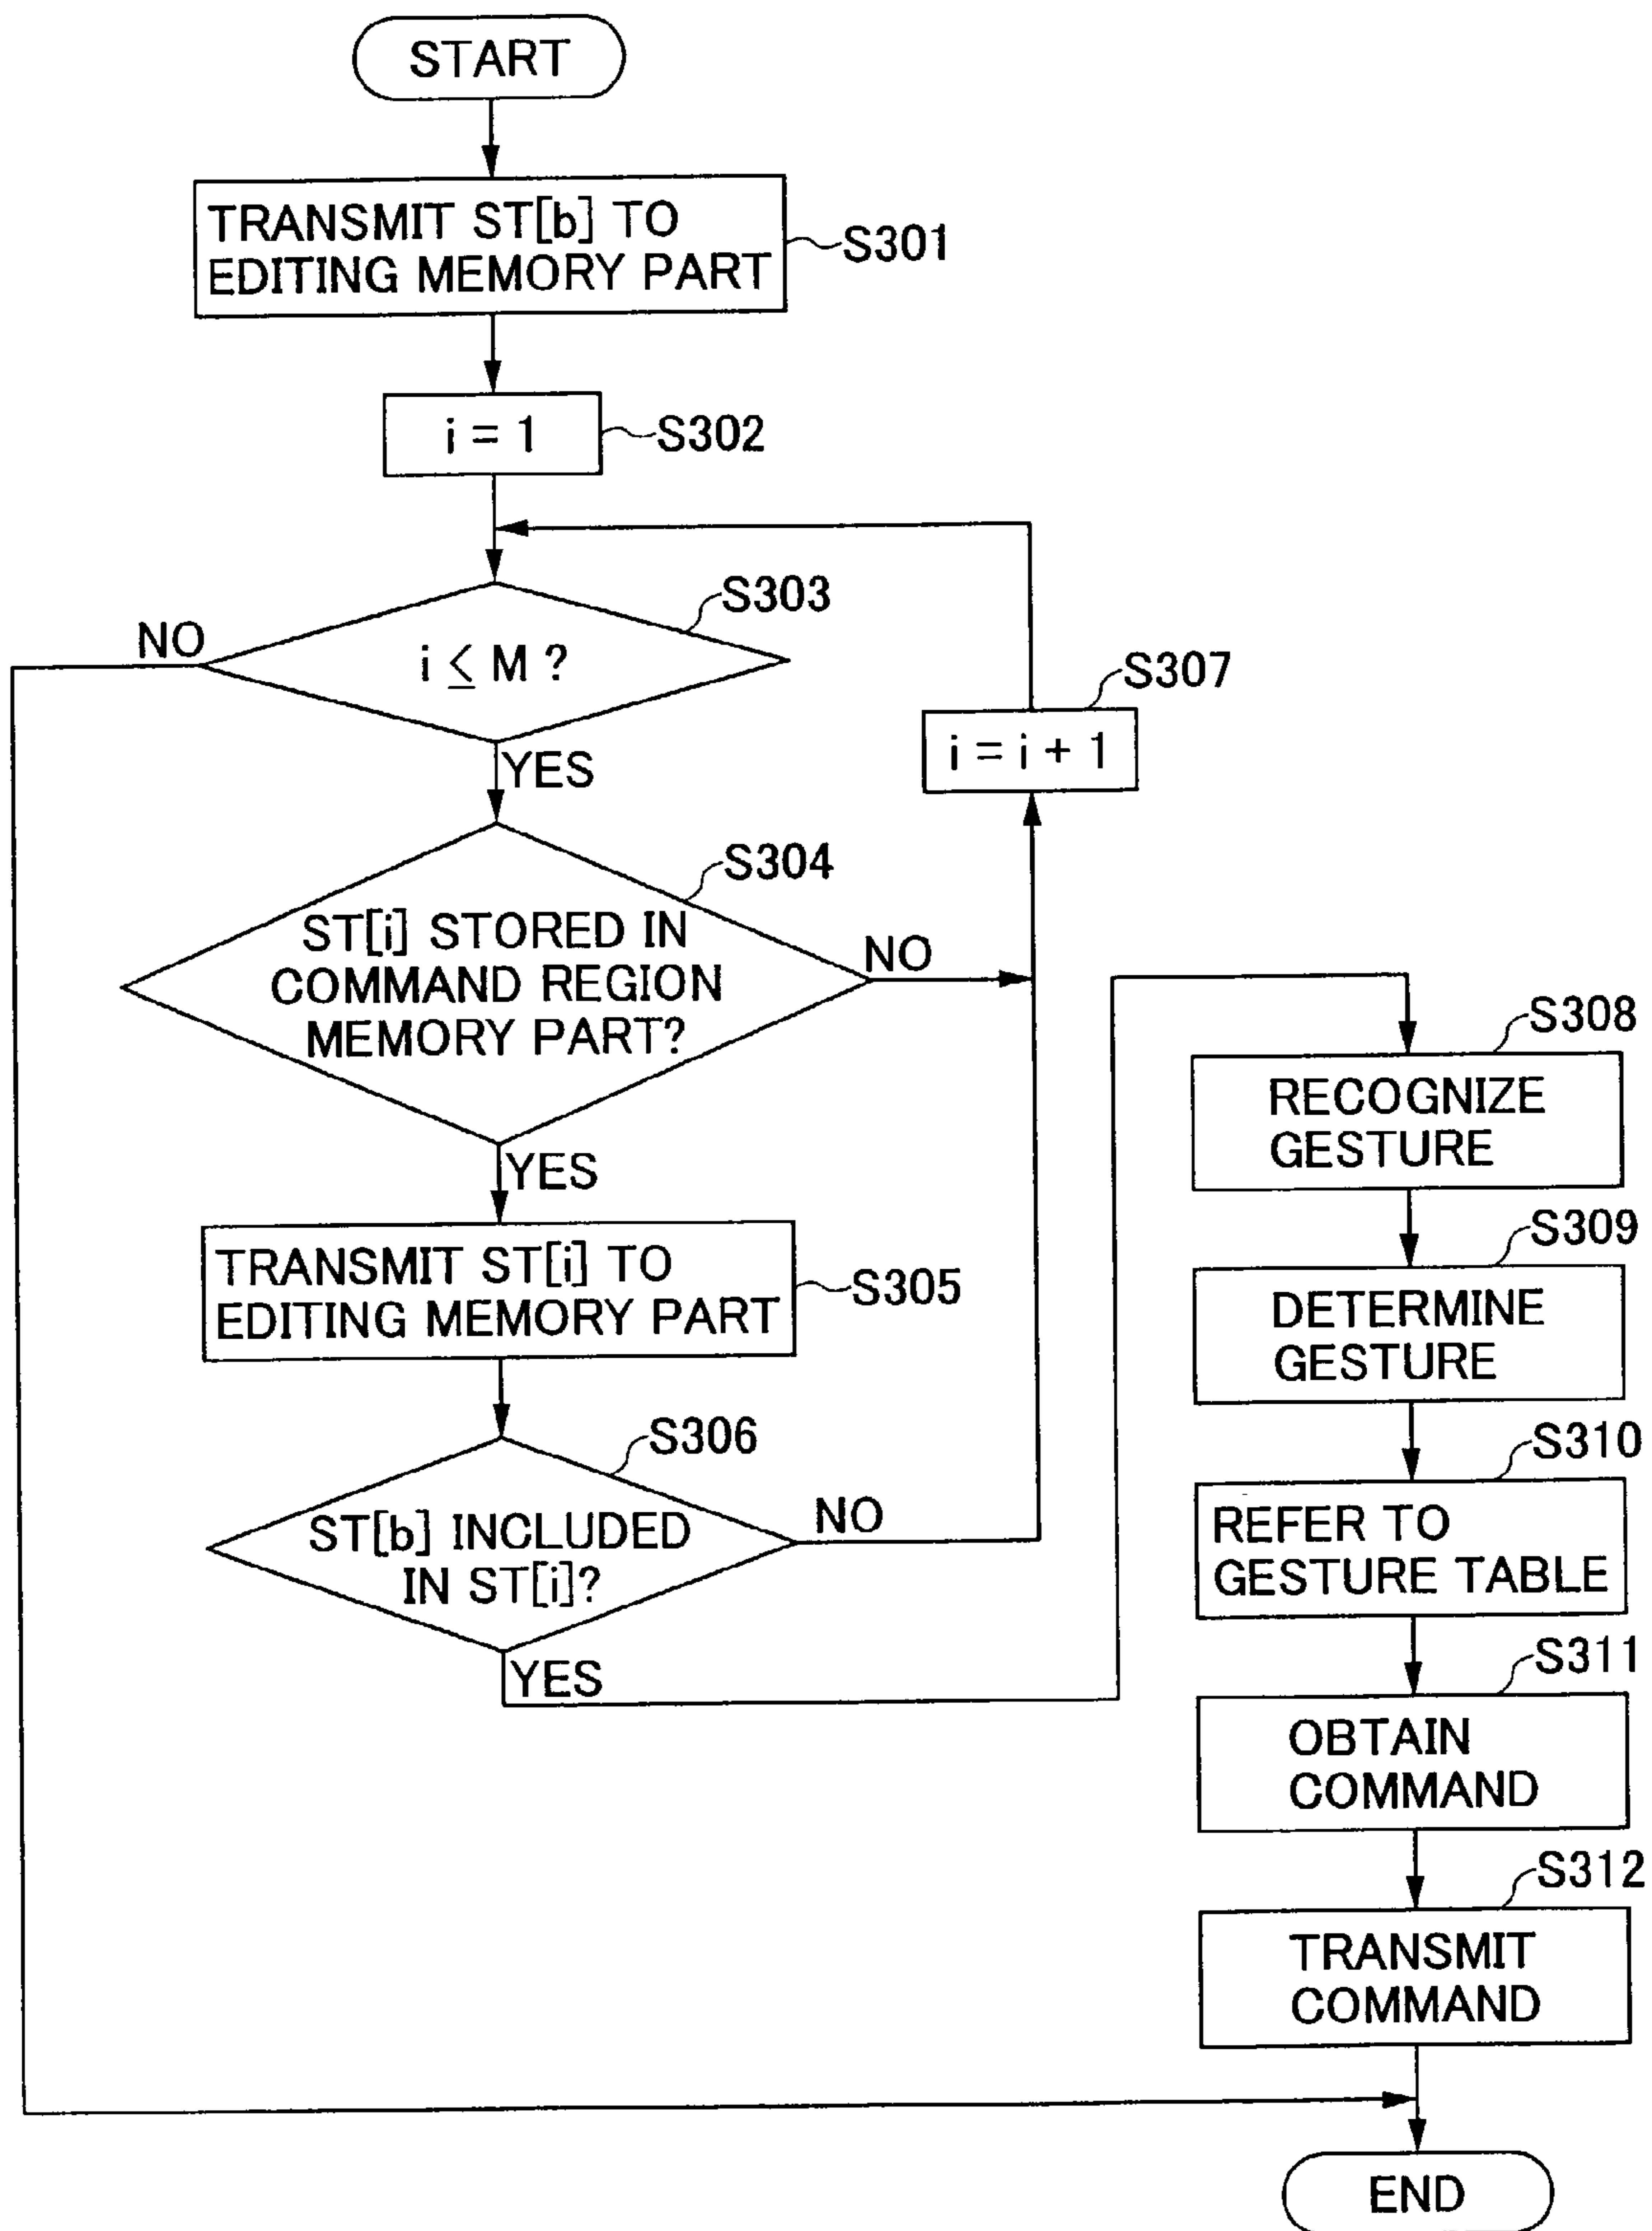 START
TRANSMIT ST[b] TO
EDITING MEMORY PART
S301
i = 1
S302
S303
NO
i ≤ M ?
YES
S307
i = i + 1
S304
ST[i] STORED IN
COMMAND REGION
MEMORY PART?
NO
YES
TRANSMIT ST[i] TO
EDITING MEMORY PART
S305
S306
ST[b] INCLUDED
IN ST[i]?
NO
YES
S308
RECOGNIZE
GESTURE
S309
DETERMINE
GESTURE
S310
REFER TO
GESTURE TABLE
S311
OBTAIN
COMMAND
S312
TRANSMIT
COMMAND
END